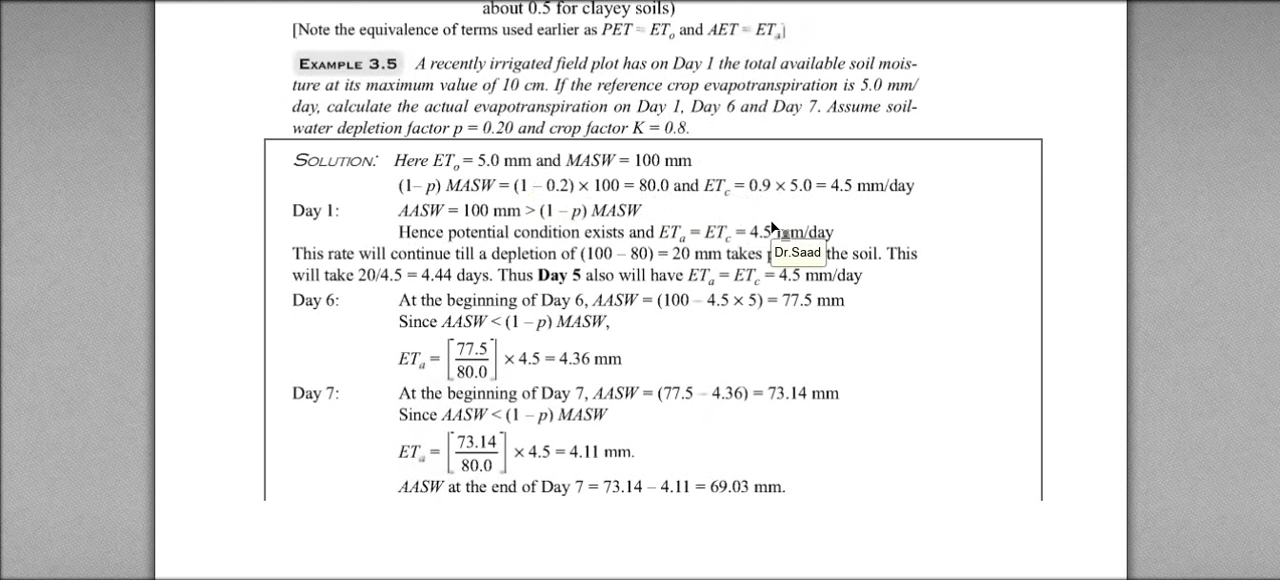 about 0.5 for clayey soils)
[Note the equivalence of terms used earlier as PET = ETo and AET = ETa]
EXAMPLE 3.5 A recently irrigated field plot has on Day 1 the total available soil mois-
ture at its maximum value of 10 cm. If the reference crop evapotranspiration is 5.0 mm/
day, calculate the actual evapotranspiration on Day 1, Day 6 and Day 7. Assume soil-
water depletion factor p = 0.20 and crop factor K = 0.8.
SOLUTION: Here ETo = 5.0 mm and MASW = 100 mm
(1– p) MASW = (1 – 0.2) × 100 = 80.0 and ETc = 0.9 × 5.0 = 4.5 mm/day
Day 1: AASW = 100 mm > (1 – p) MASW
Hence potential condition exists and ETa = ETc = 4.5 mm/day
This rate will continue till a depletion of (100 – 80) = 20 mm takes the soil. This
Dr.Saad
will take 20/4.5 = 4.44 days. Thus Day 5 also will have ETa = ETc = 4.5 mm/day
Day 6: At the beginning of Day 6, AASW = (100 – 4.5 × 5) = 77.5 mm
Since AASW < (1 – p) MASW,
ETa = [77.5/80.0] × 4.5 = 4.36 mm
Day 7: At the beginning of Day 7, AASW = (77.5 – 4.36) = 73.14 mm
Since AASW < (1 – p) MASW
ETa = [73.14/80.0] × 4.5 = 4.11 mm.
AASW at the end of Day 7 = 73.14 – 4.11 = 69.03 mm.